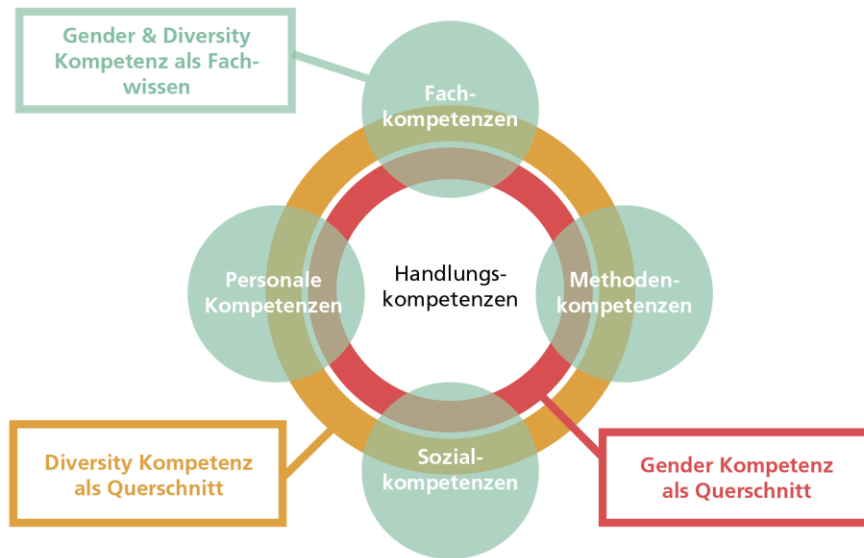 Gender & Diversity
Kompetenz als Fach-
wissen
Fach-
kompetenzen
Personale
Kompetenzen
Handlungs-
kompetenzen
Methoden-
kompetenzen
Sozial-
kompetenzen
Diversity Kompetenz
als Querschnitt
Gender Kompetenz
als Querschnitt